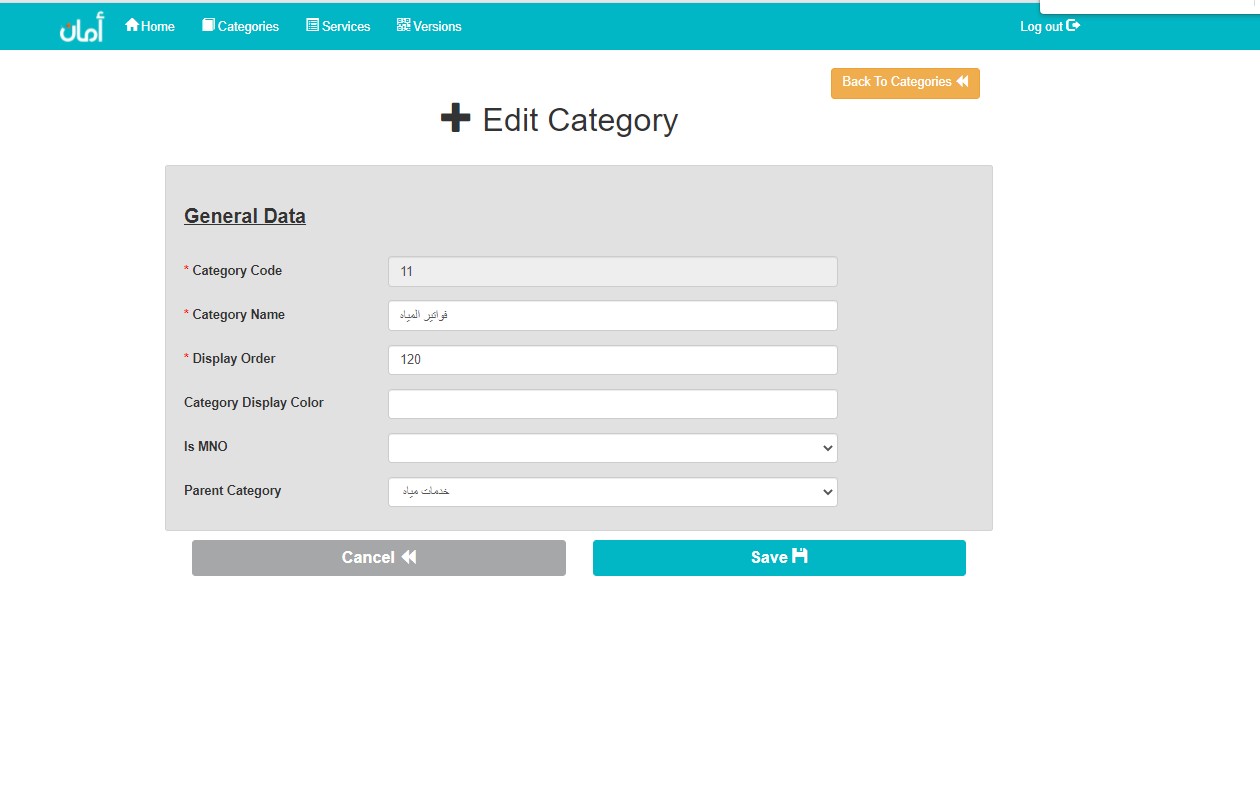 أمان Home Categories Services Versions Log out
Back To Categories
Edit Category
General Data
* Category Code 11
* Category Name فواتير المياه
* Display Order 120
Category Display Color
Is MNO
Parent Category خدمات مياه
Cancel Save